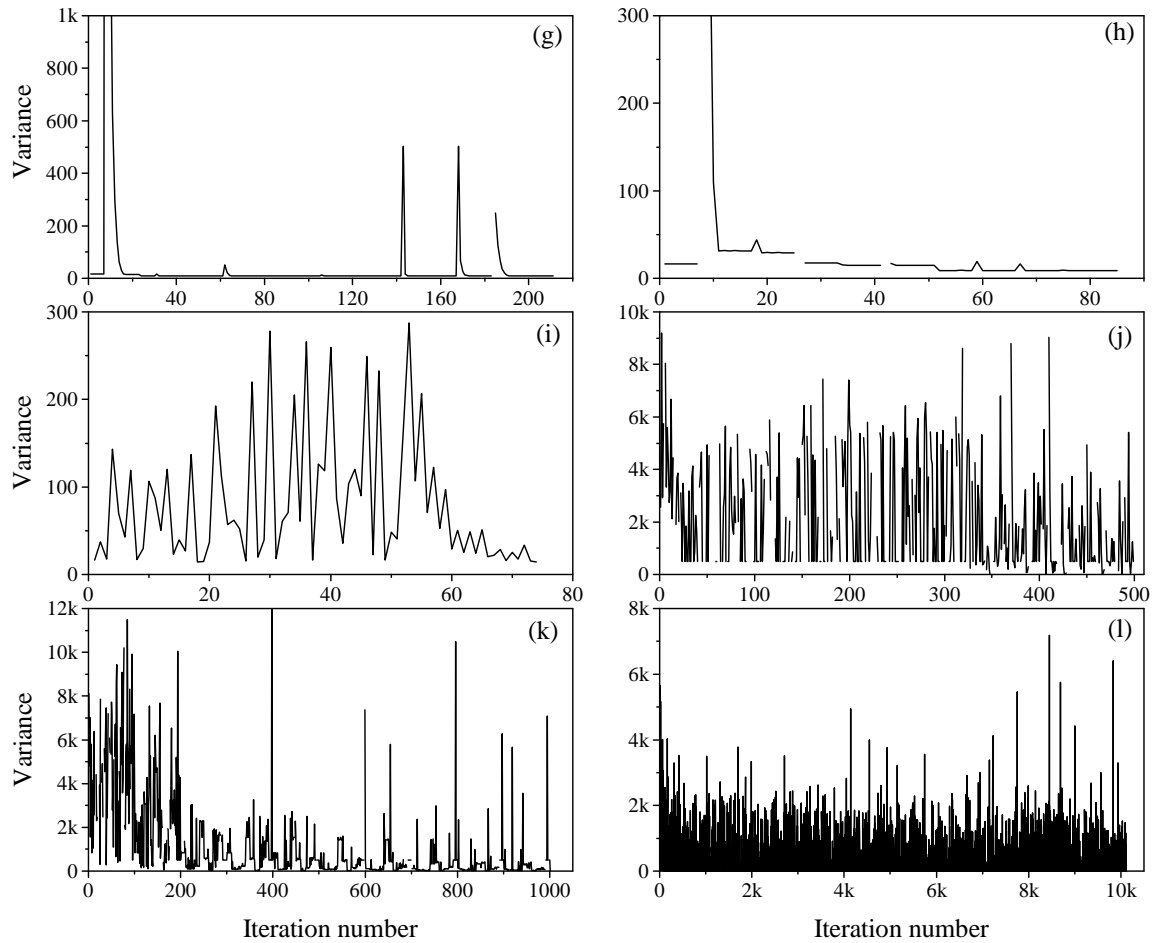 1k
800
600
400
200
0
Variance
(g)
0 40 80 120 160 200
300
200
100
0
Variance
(h)
0 20 40 60 80
300
200
100
0
Variance
(i)
0 20 40 60 80
10k
8k
6k
4k
2k
0
(j)
0 100 200 300 400 500
12k
10k
8k
6k
4k
2k
0
Variance
(k)
0 200 400 600 800 1000
Iteration number
8k
6k
4k
2k
0
(l)
0 2k 4k 6k 8k 10k
Iteration number